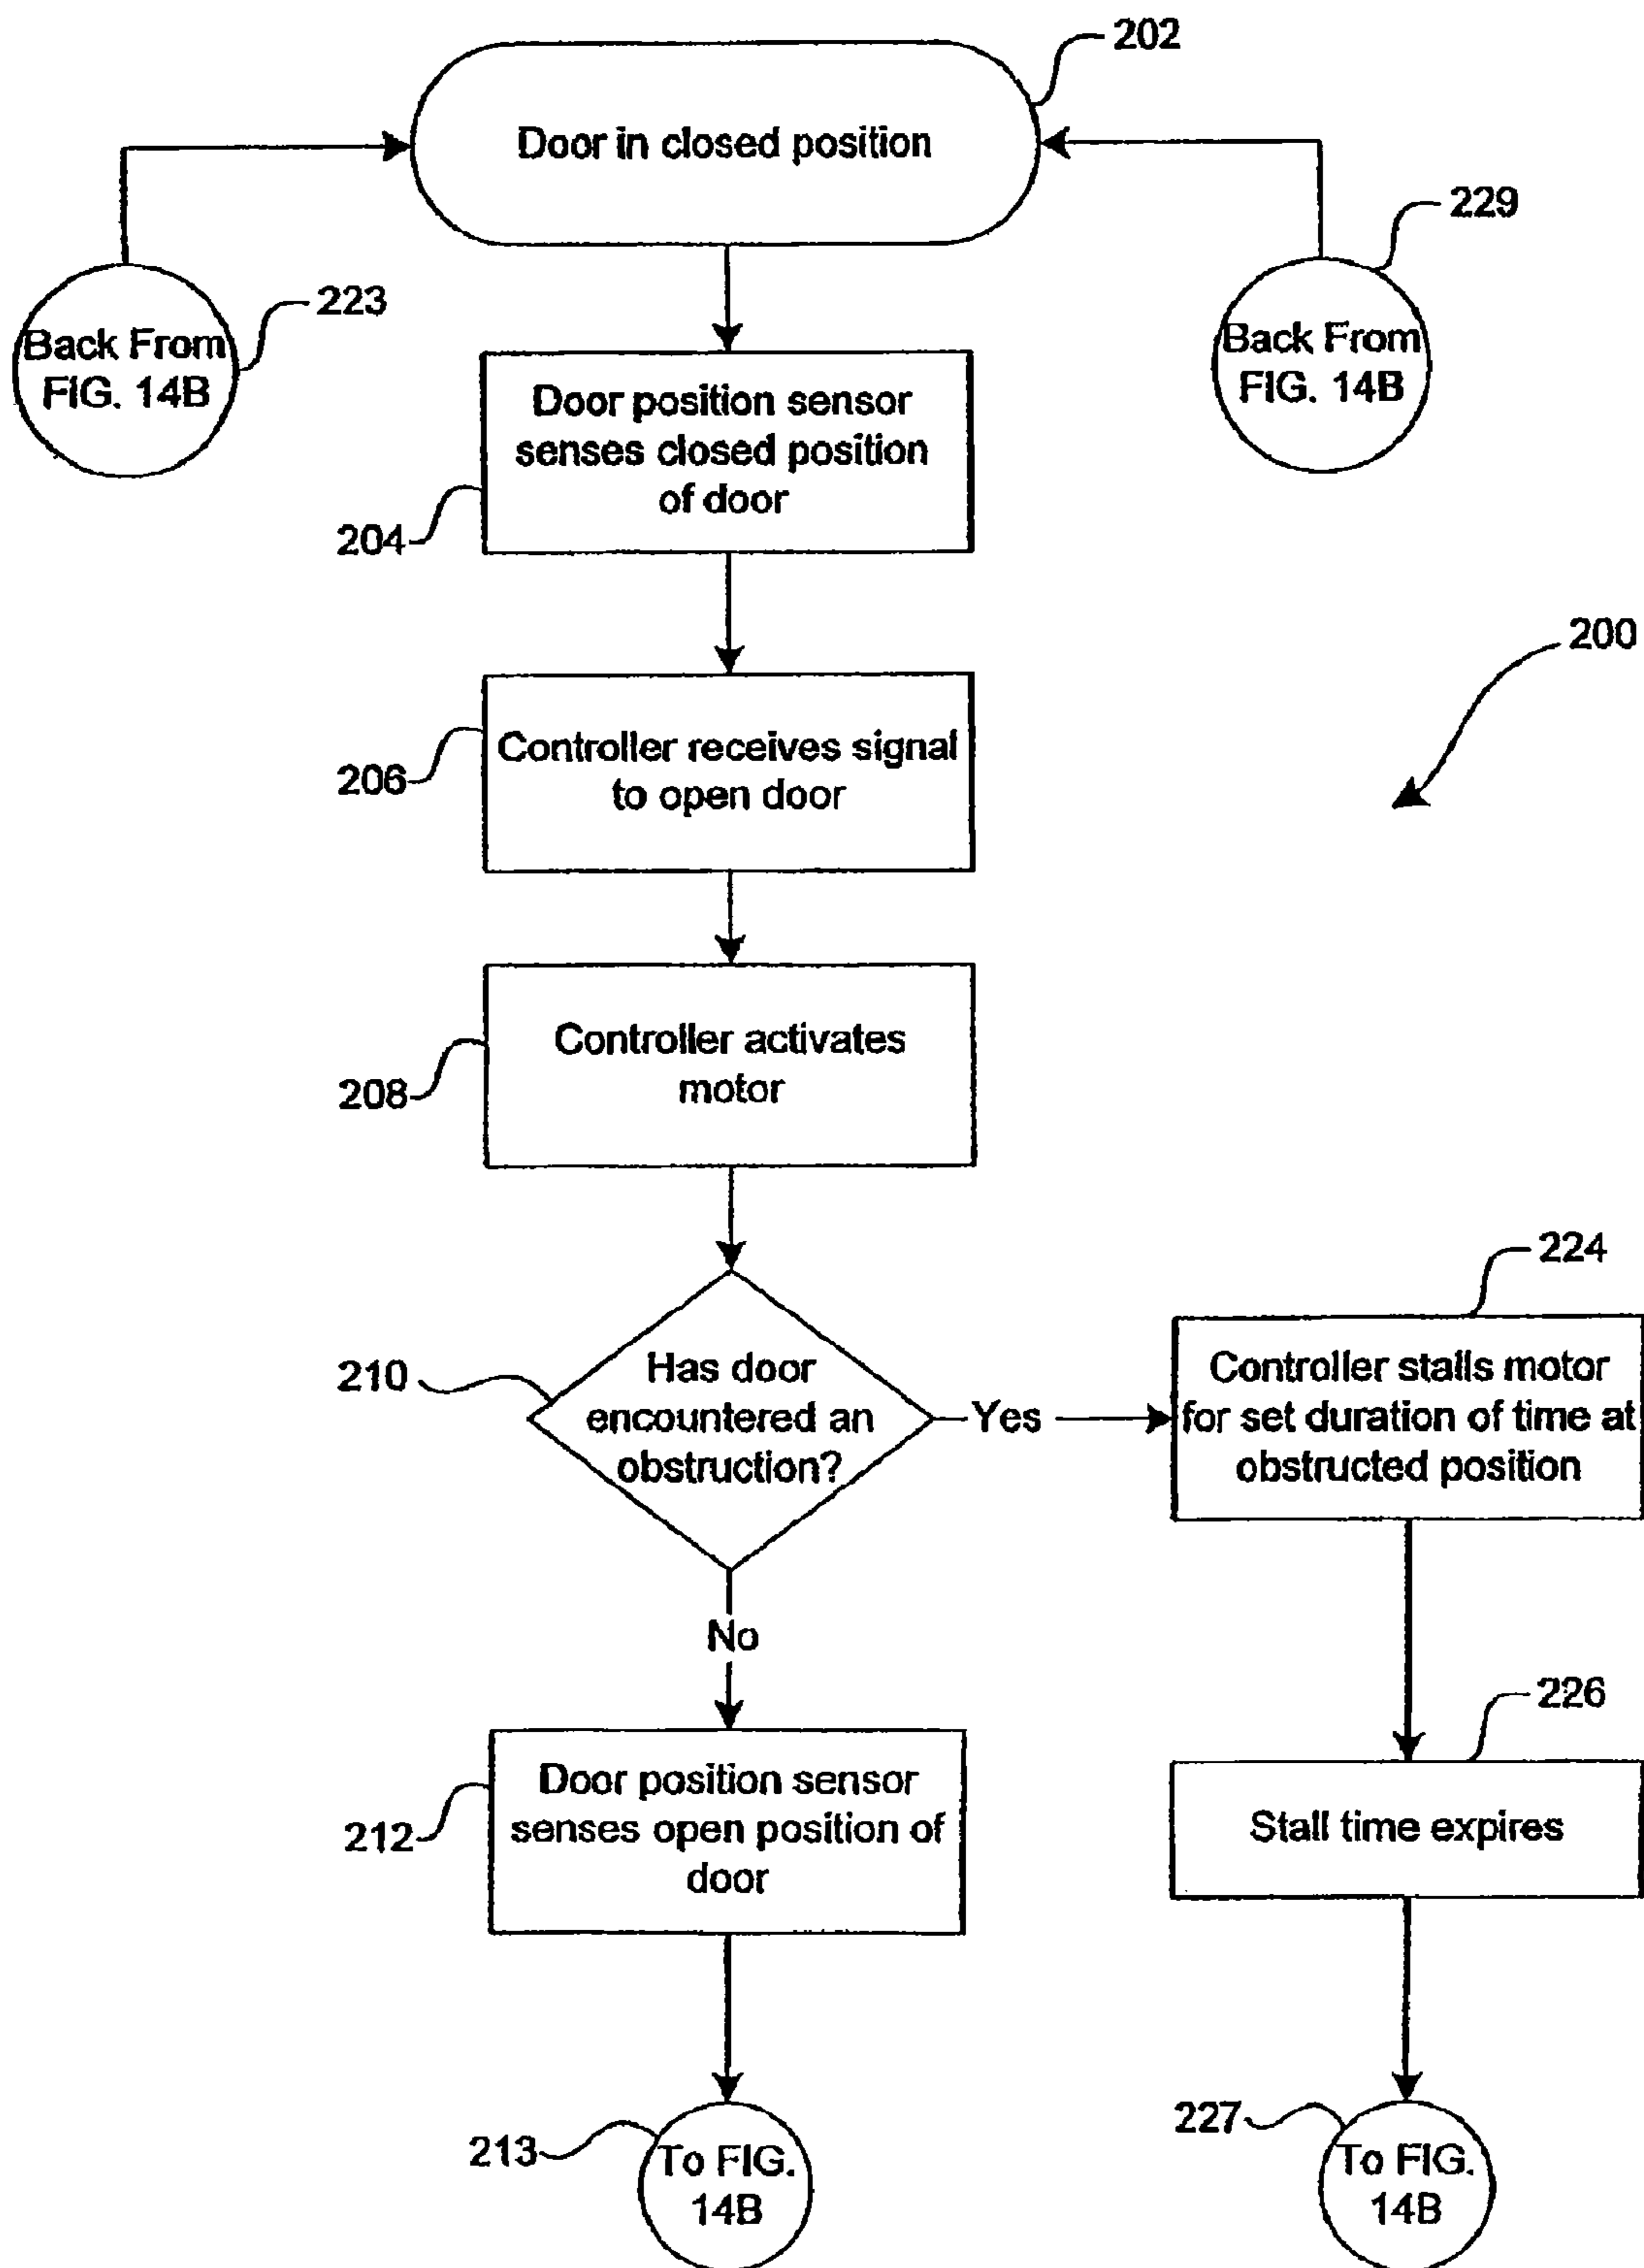 202
Door in closed position
229
223
Back From
FIG. 14B
Back From
FIG. 14B
Door position sensor
senses closed position
of door
204
200
Controller receives signal
to open door
206
Controller activates
motor
208
224
210
Has door
encountered an
obstruction?
Yes
Controller stalls motor
for set duration of time at
obstructed position
No
226
Door position sensor
senses open position of
door
212
Stall time expires
213
To FIG.
14B
227
To FIG.
14B